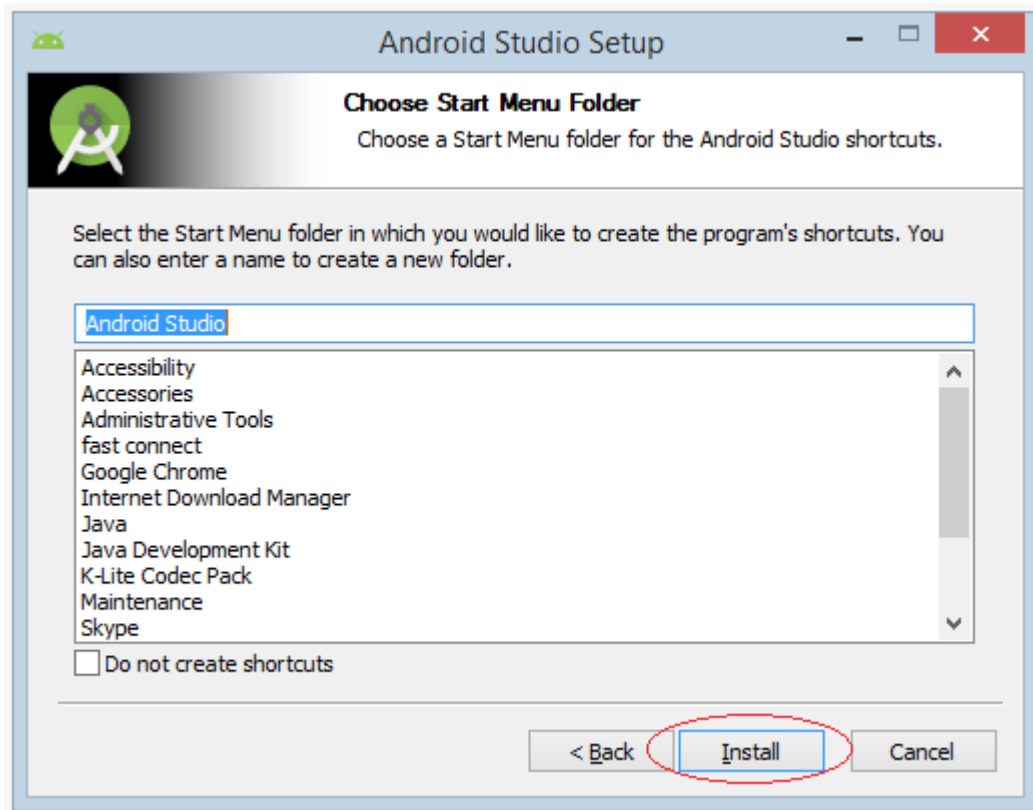 Android Studio Setup
Choose Start Menu Folder
Choose a Start Menu folder for the Android Studio shortcuts.
Select the Start Menu folder in which you would like to create the program's shortcuts. You
can also enter a name to create a new folder.
Android Studio
Accessibility
Accessories
Administrative Tools
fast connect
Google Chrome
Internet Download Manager
Java
Java Development Kit
K-Lite Codec Pack
Maintenance
Skype
Do not create shortcuts
< Back Install Cancel